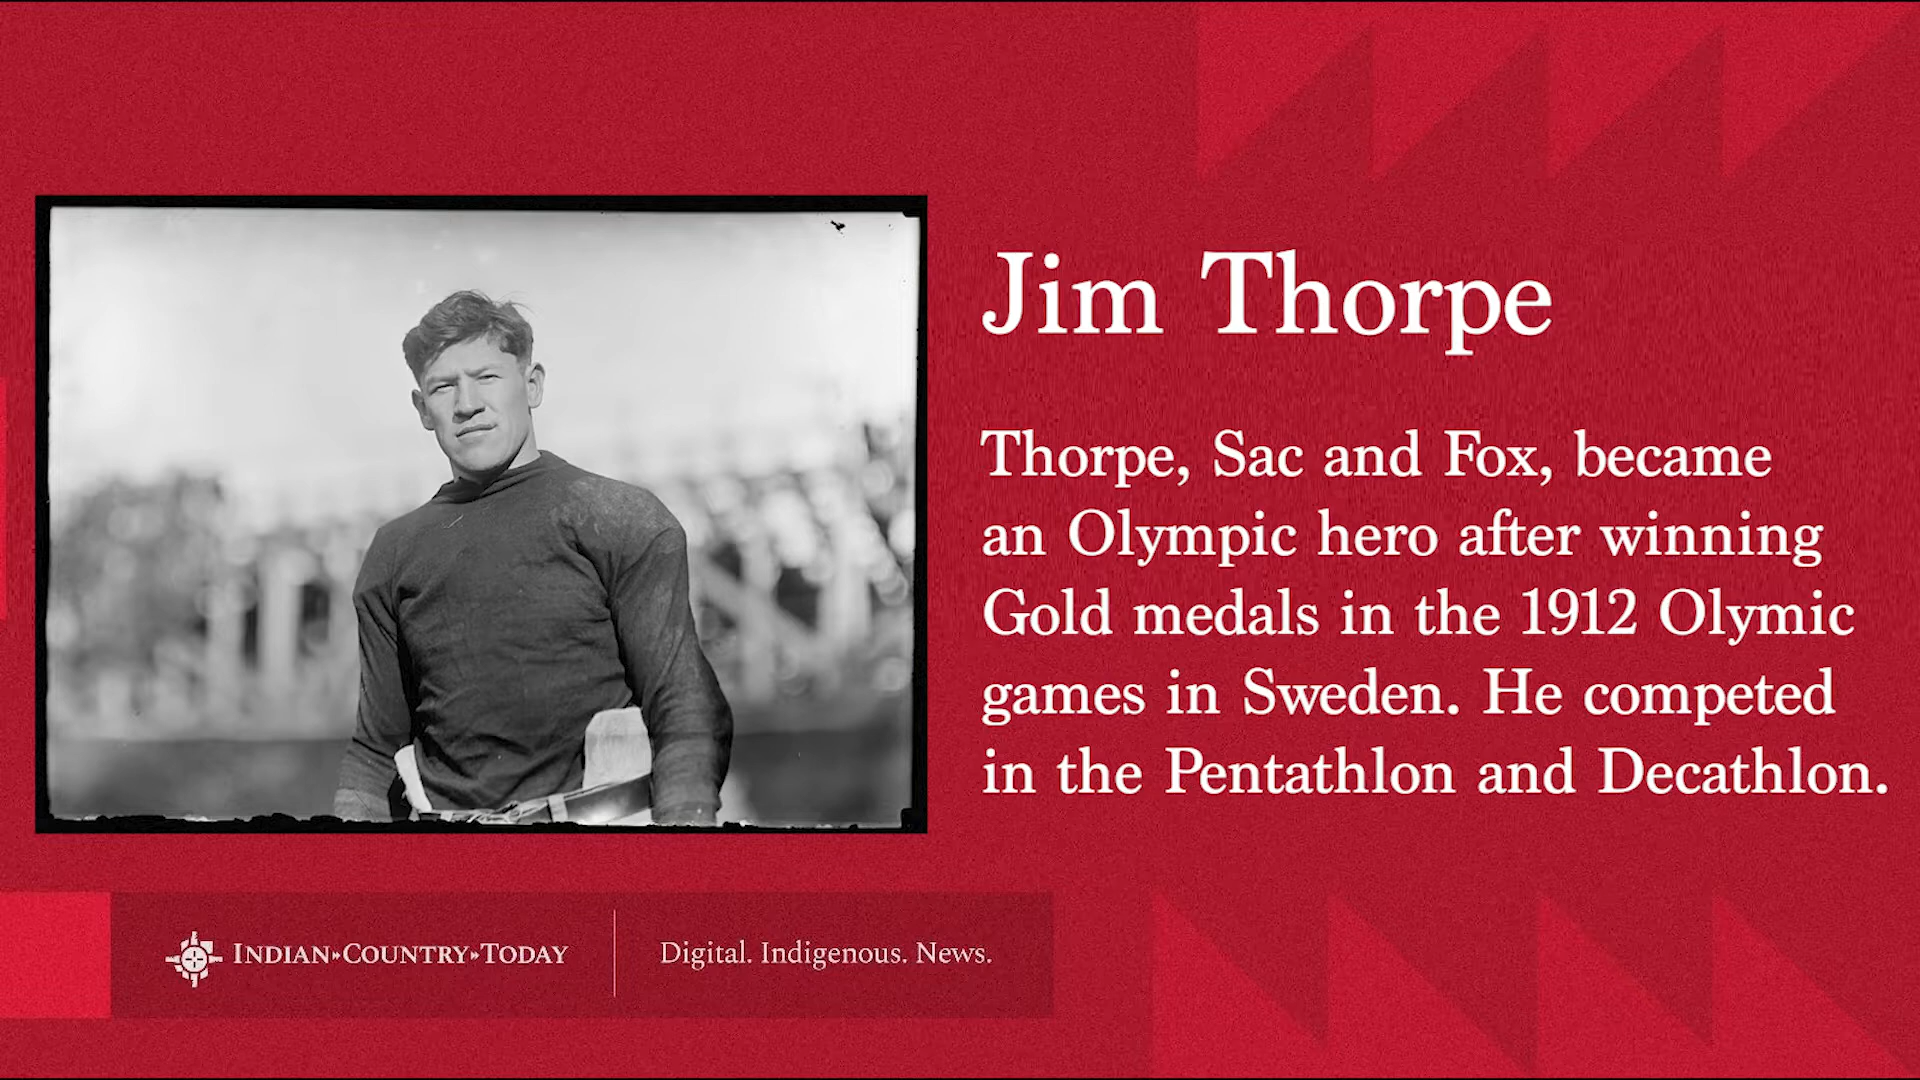 Jim Thorpe
Thorpe, Sac and Fox, became
an Olympic hero after winning
Gold medals in the 1912 Olymic
games in Sweden. He competed
in the Pentathlon and Decathlon.
INDIAN COUNTRY TODAY
Digital. Indigenous. News.